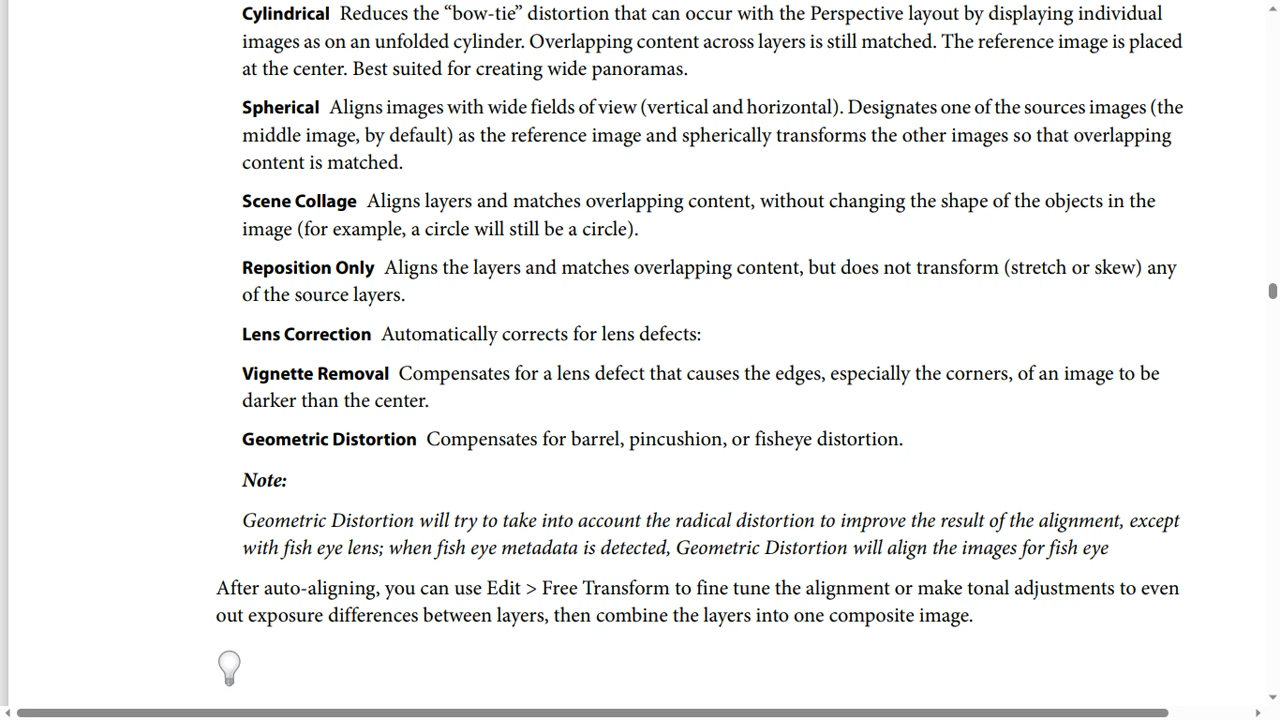 Cylindrical Reduces the “bow-tie” distortion that can occur with the Perspective layout by displaying individual
images as on an unfolded cylinder. Overlapping content across layers is still matched. The reference image is placed
at the center. Best suited for creating wide panoramas.
Spherical Aligns images with wide fields of view (vertical and horizontal). Designates one of the sources images (the
middle image, by default) as the reference image and spherically transforms the other images so that overlapping
content is matched.
Scene Collage Aligns layers and matches overlapping content, without changing the shape of the objects in the
image (for example, a circle will still be a circle).
Reposition Only Aligns the layers and matches overlapping content, but does not transform (stretch or skew) any
of the source layers.
Lens Correction Automatically corrects for lens defects:
Vignette Removal Compensates for a lens defect that causes the edges, especially the corners, of an image to be
darker than the center.
Geometric Distortion Compensates for barrel, pincushion, or fisheye distortion.
Note:
Geometric Distortion will try to take into account the radical distortion to improve the result of the alignment, except
with fish eye lens; when fish eye metadata is detected, Geometric Distortion will align the images for fish eye
After auto-aligning, you can use Edit > Free Transform to fine tune the alignment or make tonal adjustments to even
out exposure differences between layers, then combine the layers into one composite image.